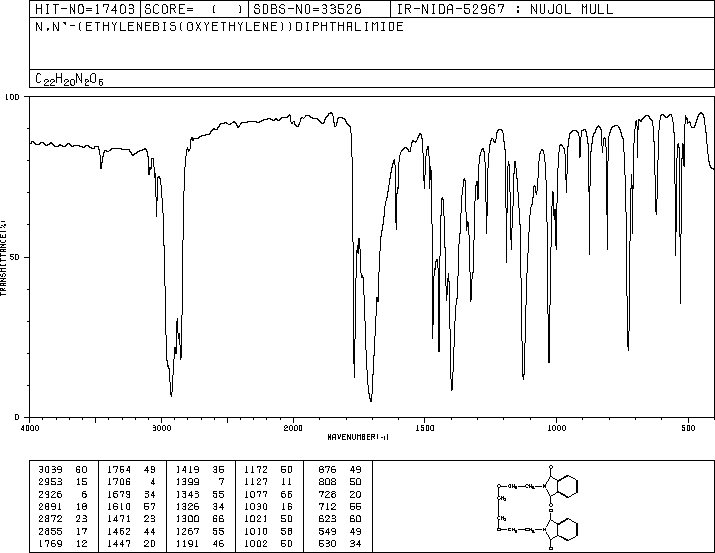 HIT-NO=17403 SCORE= ( ) SDBS-NO=33526 IR-NIDA-52967 : NUJOL MULL
N,N'-(ETHYLENEBIS(OXYETHYLENE))DIPHTHALIMIDE
C22H20N2O6
100
50
0
TRANSMITTANCE(%)
4000 3000 2000 1500 1000 500
WAVENUMBER(-1)
3039 60 1754 49 1419 35 1172 50 876 49
2953 15 1706 4 1399 7 1127 11 808 50
2926 6 1679 34 1343 55 1077 66 728 20
2891 18 1610 57 1326 34 1030 16 712 55
2872 23 1471 23 1300 66 1021 50 623 60
2855 17 1462 44 1267 55 1010 58 549 49
1769 12 1447 20 1191 46 1002 50 530 34